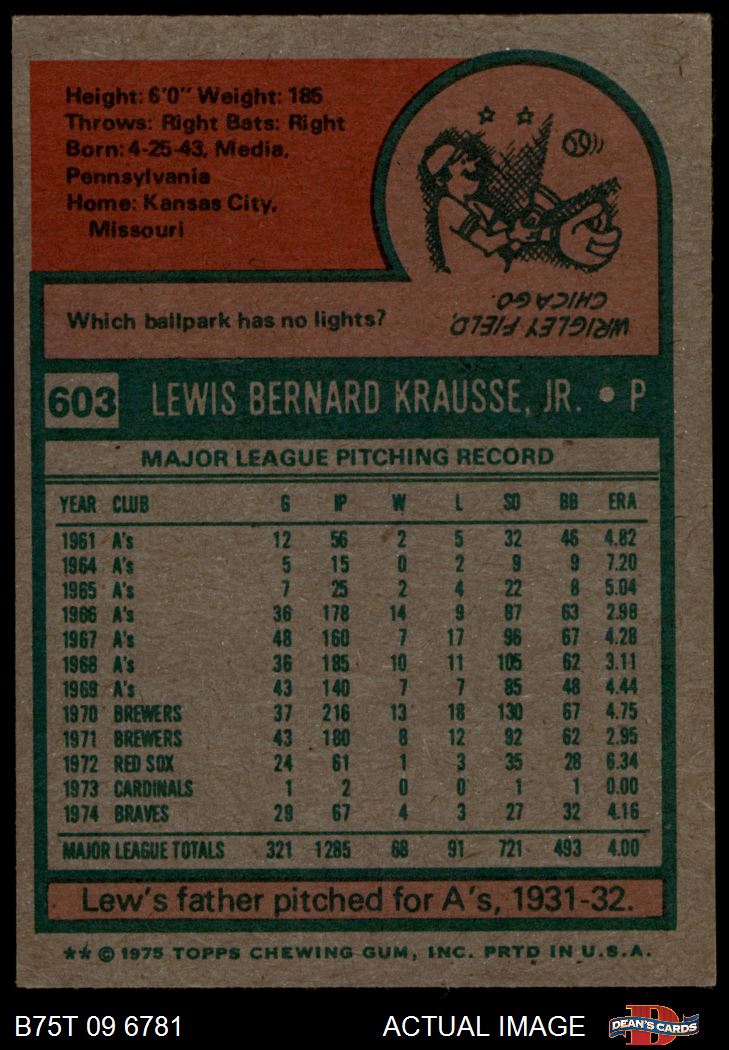 Height: 6'0" Weight: 185
Throws: Right Bats: Right
Born: 4-25-43, Media,
Pennsylvania
Home: Kansas City,
Missouri
Which ballpark has no lights?
WRIGLEY FIELD,
CHICAGO.
603 LEWIS BERNARD KRAUSSE, JR. • P
MAJOR LEAGUE PITCHING RECORD
YEAR CLUB G IP W L SO BB ERA
1961 A's 12 56 2 5 32 46 4.82
1964 A's 5 15 0 2 9 9 7.20
1965 A's 7 25 2 4 22 8 5.04
1966 A's 36 178 14 9 87 63 2.98
1967 A's 48 160 7 17 96 67 4.28
1968 A's 36 185 10 11 105 62 3.11
1969 A's 43 140 7 7 85 48 4.44
1970 BREWERS 37 216 13 18 130 67 4.75
1971 BREWERS 43 180 8 12 92 62 2.95
1972 RED SOX 24 61 1 3 35 28 6.34
1973 CARDINALS 1 2 0 0 1 1 0.00
1974 BRAVES 29 67 4 3 27 32 4.16
MAJOR LEAGUE TOTALS 321 1285 68 91 721 493 4.00
Lew's father pitched for A's, 1931-32.
** © 1975 TOPPS CHEWING GUM, INC. PRTD IN U.S.A.
B75T 09 6781 ACTUAL IMAGE D DEAN'S CARDS